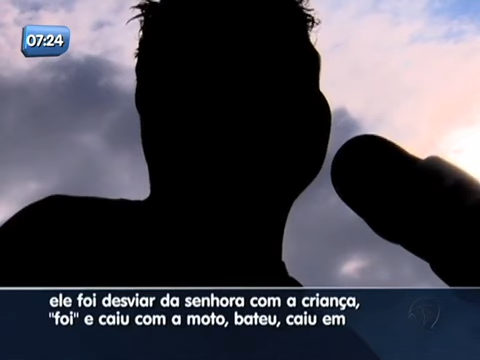 07:24
ele foi desviar da senhora com a criança,
"foi" e caiu com a moto, bateu, caiu em